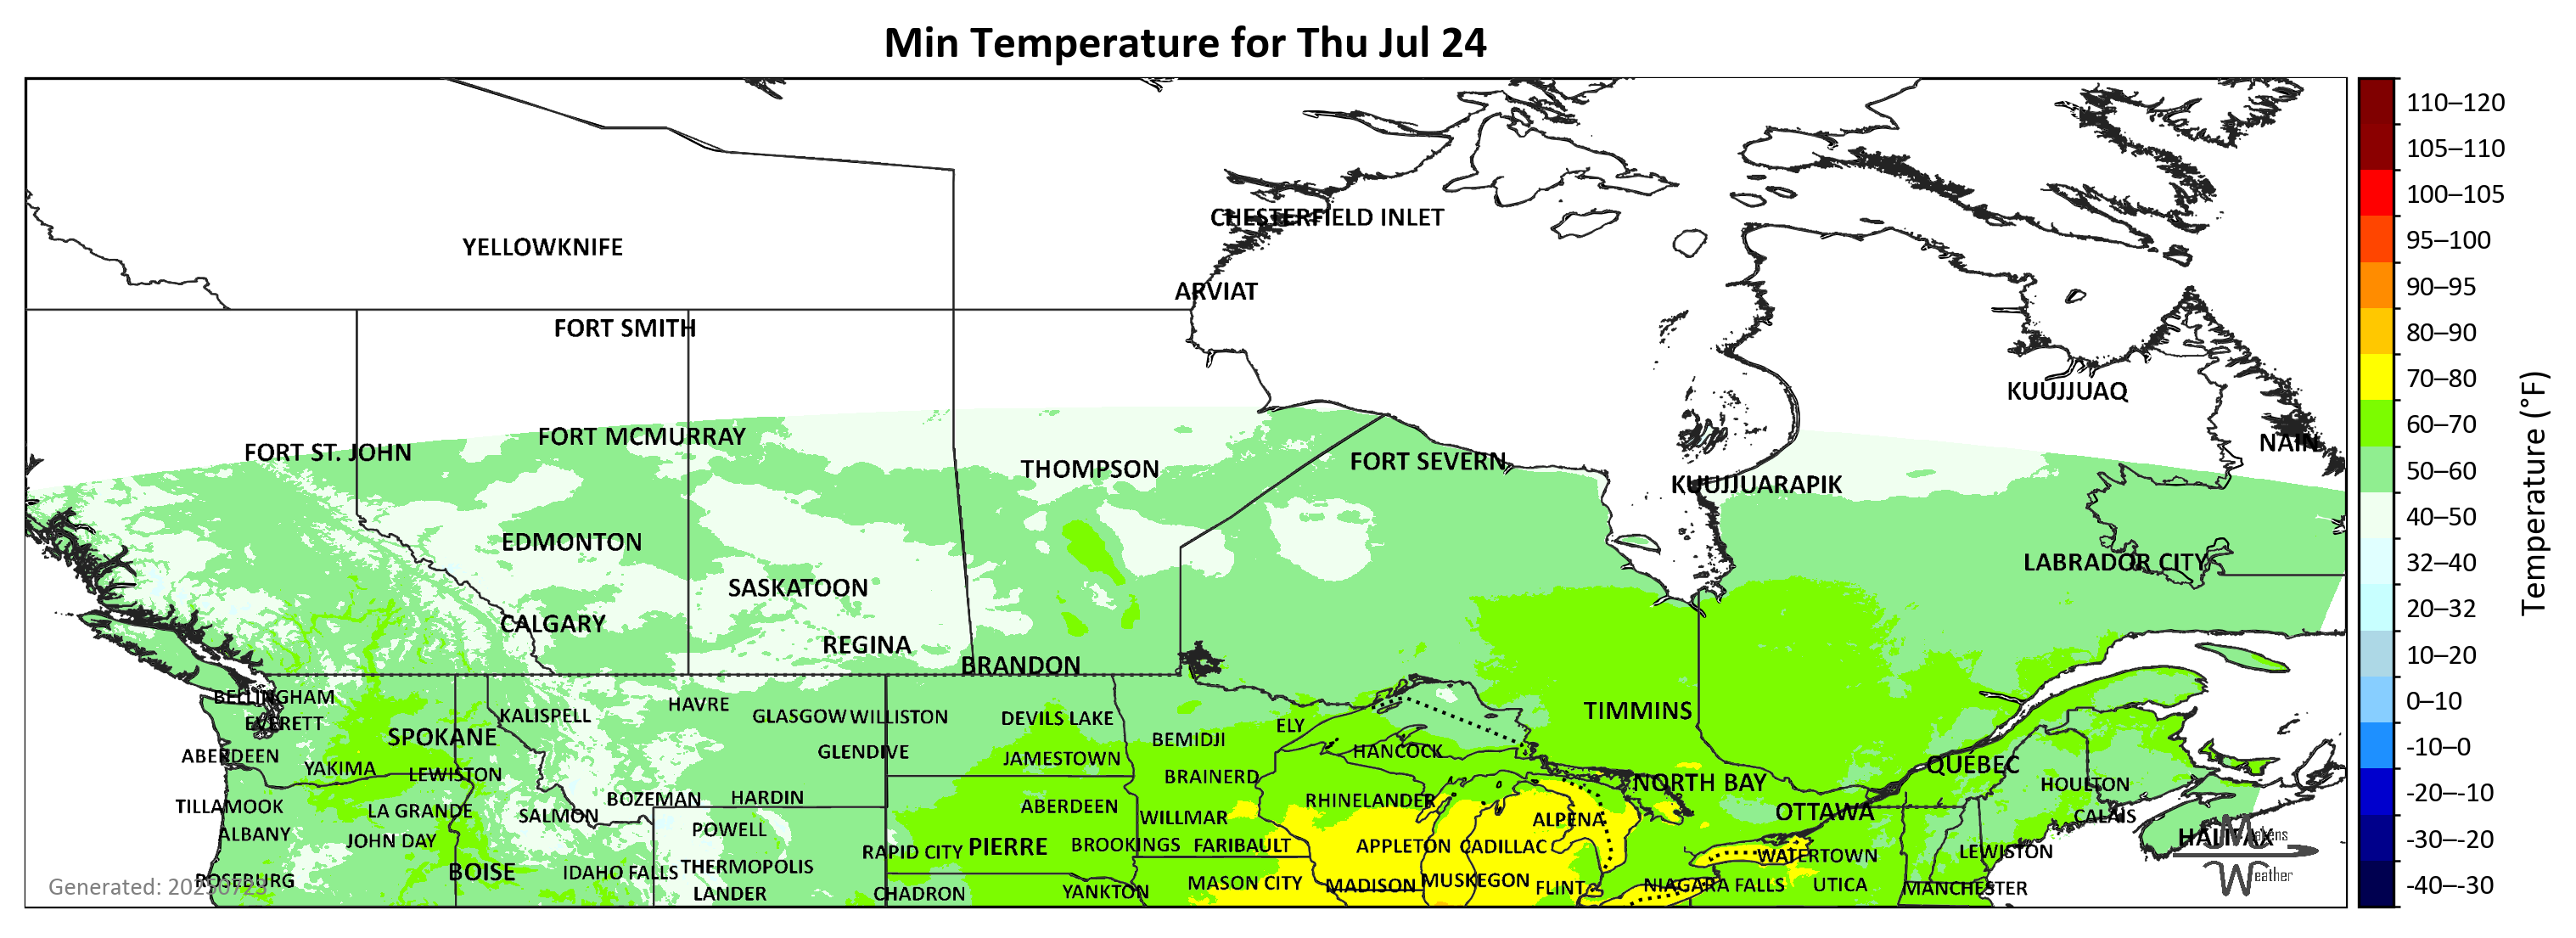 Min Temperature for Thu Jul 24
110–120
105–110
100–105
95–100
90–95
80–90
70–80
60–70
50–60
40–50
32–40
20–32
10–20
0–10
-10–0
-20–-10
-30–-20
-40–-30
Temperature (°F)
CHESTERFIELD INLET
YELLOWKNIFE
ARVIAT
FORT SMITH
KUUJJUAQ
FORT MCMURRAY
NAIN
FORT ST. JOHN
FORT SEVERN
THOMPSON
KUUJJUARAPIK
EDMONTON
LABRADOR CITY
SASKATOON
CALGARY
REGINA
BRANDON
BELLINGHAM
HAVRE
TIMMINS
KALISPELL
GLASGOW
WILLISTON
DEVILS LAKE
EVERETT
ELY
SPOKANE
BEMIDJI
HANCOCK
GLENDIVE
ABERDEEN
JAMESTOWN
QUÉBEC
YAKIMA
LEWISTON
BRAINERD
NORTH BAY
HOULTON
BOZEMAN
HARDIN
RHINELANDER
TILLAMOOK
ABERDEEN
LA GRANDE
OTTAWA
SALMON
WILLMAR
CALAIS
ALPENA
POWELL
ALBANY
HALIFAX
JOHN DAY
BROOKINGS
FARIBAULT
APPLETON
CADILLAC
PIERRE
RAPID CITY
LEWISTON
WATERTOWN
THERMOPOLIS
BOISE
IDAHO FALLS
ROSEBURG
MUSKEGON
MASON CITY
MADISON
NIAGARA FALLS
UTICA
FLINT
MANCHESTER
YANKTON
LANDER
CHADRON
Generated: 20250723
Makens
Weather